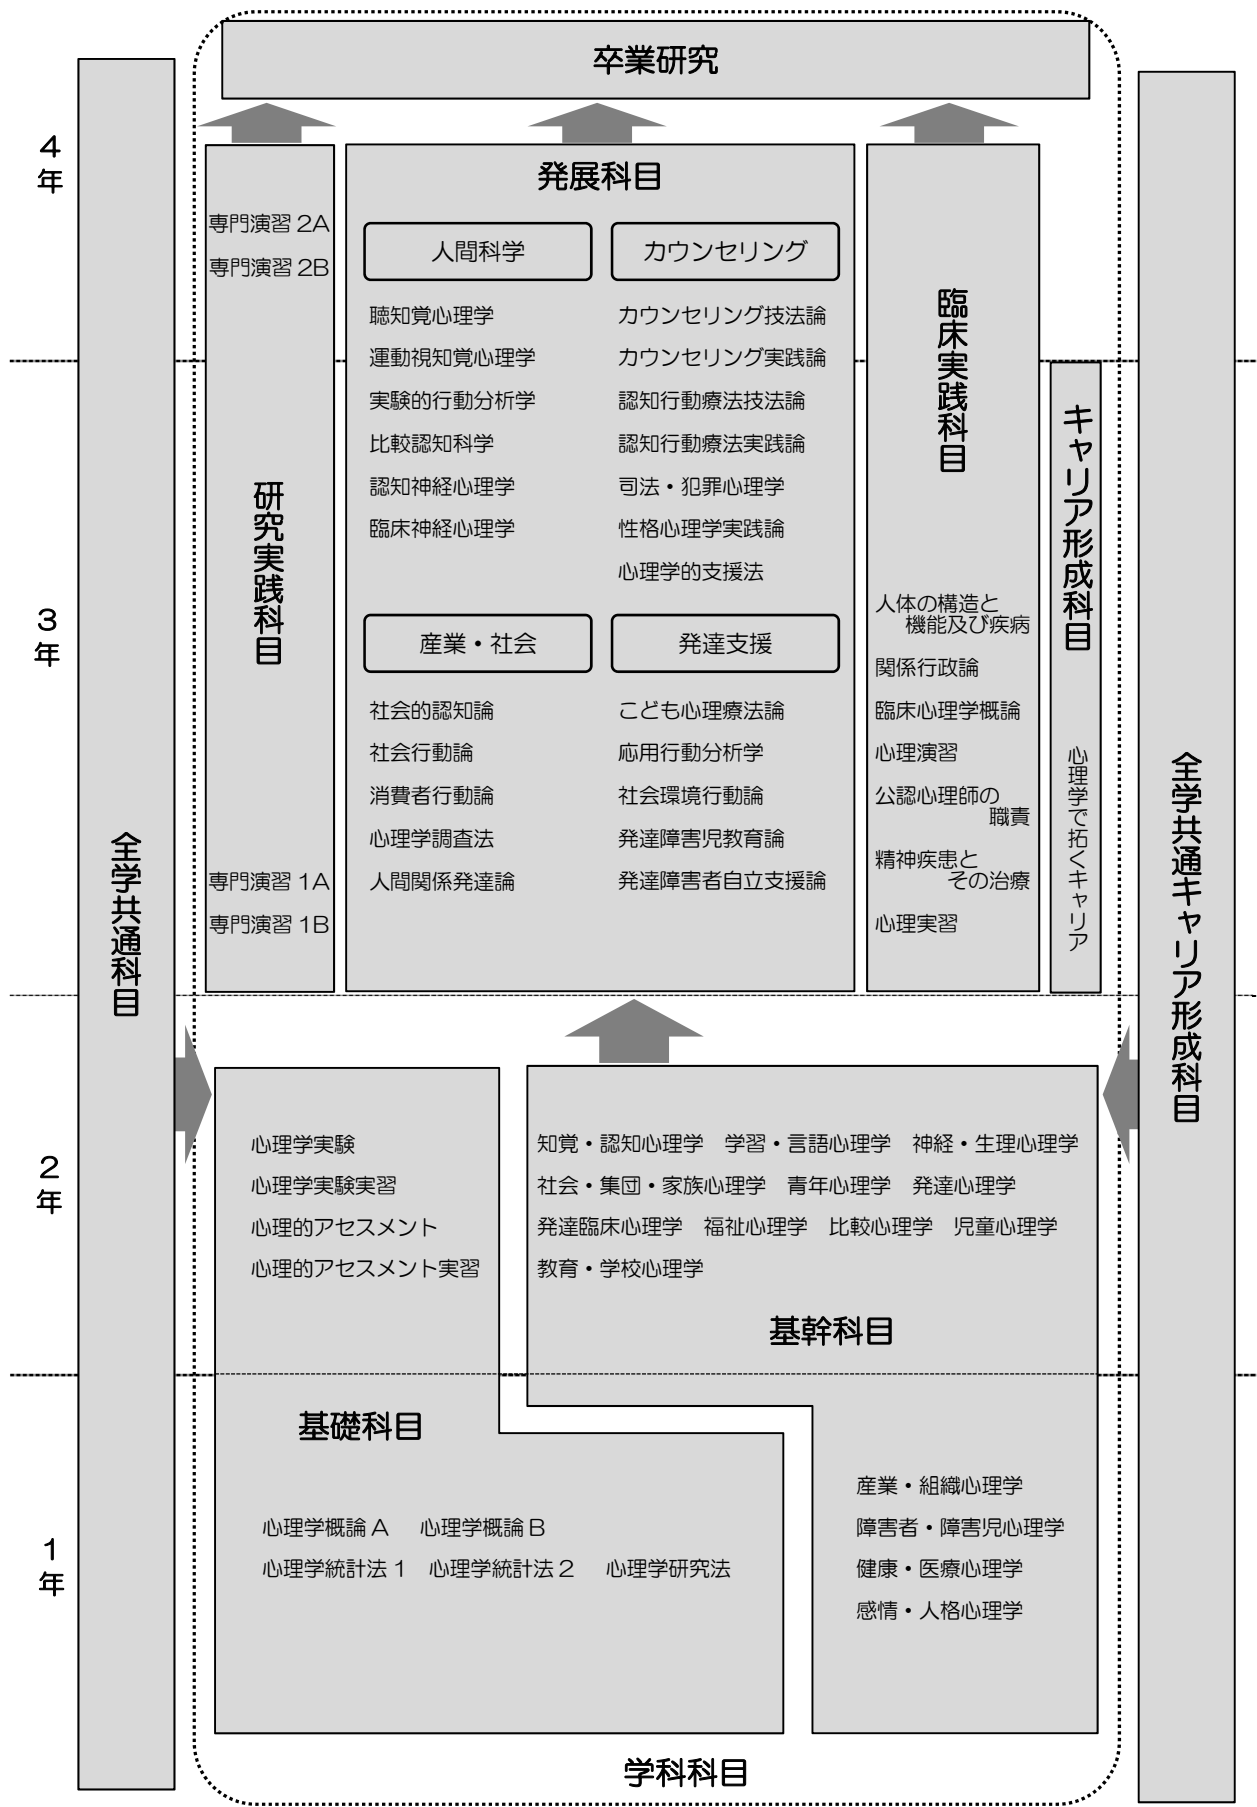 卒業研究
4年
3年
2年
1年
全学共通科目
研究実践科目
専門演習 2A
専門演習 2B
専門演習 1A
専門演習 1B
発展科目
人間科学
聴知覚心理学
運動視知覚心理学
実験的行動分析学
比較認知科学
認知神経心理学
臨床神経心理学
カウンセリング
カウンセリング技法論
カウンセリング実践論
認知行動療法技法論
認知行動療法実践論
司法・犯罪心理学
性格心理学実践論
心理学的支援法
産業・社会
社会的認知論
社会行動論
消費者行動論
心理学調査法
人間関係発達論
発達支援
こども心理療法論
応用行動分析学
社会環境行動論
発達障害児教育論
発達障害者自立支援論
臨床実践科目
人体の構造と
機能及び疾病
関係行政論
臨床心理学概論
心理演習
公認心理師の
職責
精神疾患と
その治療
心理実習
キャリア形成科目
心理学で拓くキャリア
全学共通キャリア形成科目
心理学実験
心理学実験実習
心理的アセスメント
心理的アセスメント実習
基礎科目
心理学概論 A 心理学概論 B
心理学統計法 1 心理学統計法 2 心理学研究法
知覚・認知心理学 学習・言語心理学 神経・生理心理学
社会・集団・家族心理学 青年心理学 発達心理学
発達臨床心理学 福祉心理学 比較心理学 児童心理学
教育・学校心理学
基幹科目
産業・組織心理学
障害者・障害児心理学
健康・医療心理学
感情・人格心理学
学科科目